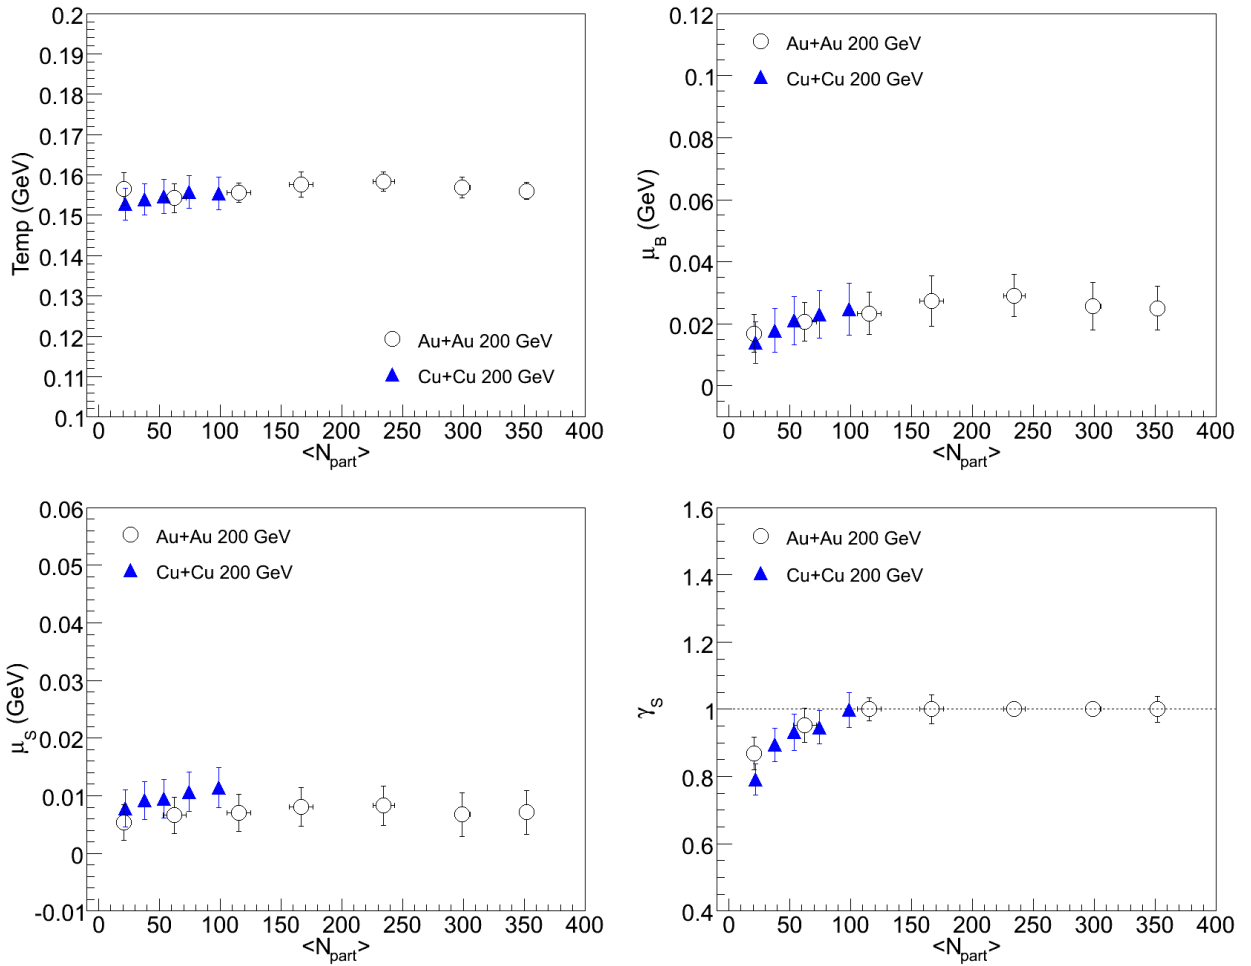 0.2
0.19
0.18
0.17
0.16
0.15
0.14
0.13
0.12
0.11
0.1
Temp (GeV)
Au+Au 200 GeV
Cu+Cu 200 GeV
0 50 100 150 200 250 300 350 400
<N_part>
0.12
0.1
0.08
0.06
0.04
0.02
0
μ_B (GeV)
Au+Au 200 GeV
Cu+Cu 200 GeV
0 50 100 150 200 250 300 350 400
<N_part>
0.06
0.05
0.04
0.03
0.02
0.01
0
-0.01
μ_S (GeV)
Au+Au 200 GeV
Cu+Cu 200 GeV
0 50 100 150 200 250 300 350 400
<N_part>
1.6
1.4
1.2
1
0.8
0.6
0.4
γ_S
Au+Au 200 GeV
Cu+Cu 200 GeV
0 50 100 150 200 250 300 350 400
<N_part>